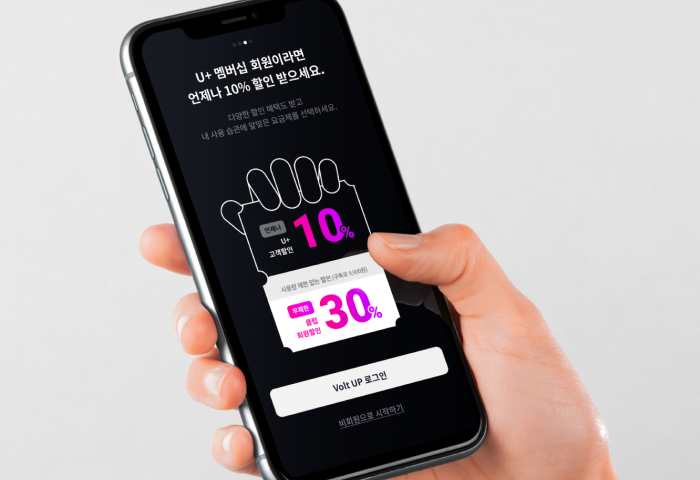 U+ 멤버십 회원이라면
언제나 10% 할인 받으세요.
다양한 할인 혜택도 받고
내 사용 습관에 알맞은 요금제를 선택하세요.
언제나
U+
고객할인
10%
사용량 제한 없는 할인 (구독료 9,900원)
무제한
클럽
회원할인
30%
Volt UP 로그인
비회원으로 시작하기